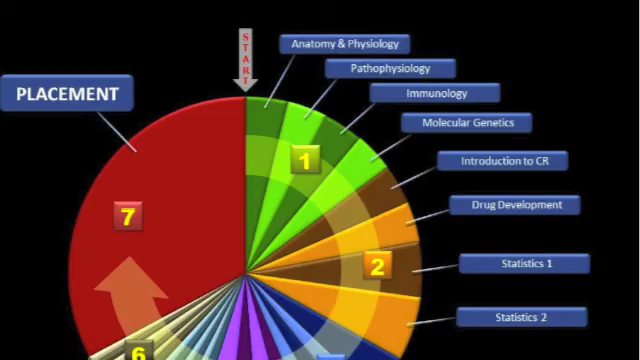 START
Anatomy & Physiology
Pathophysiology
PLACEMENT
Immunology
Molecular Genetics
1
Introduction to CR
Drug Development
7
2
Statistics 1
Statistics 2
6